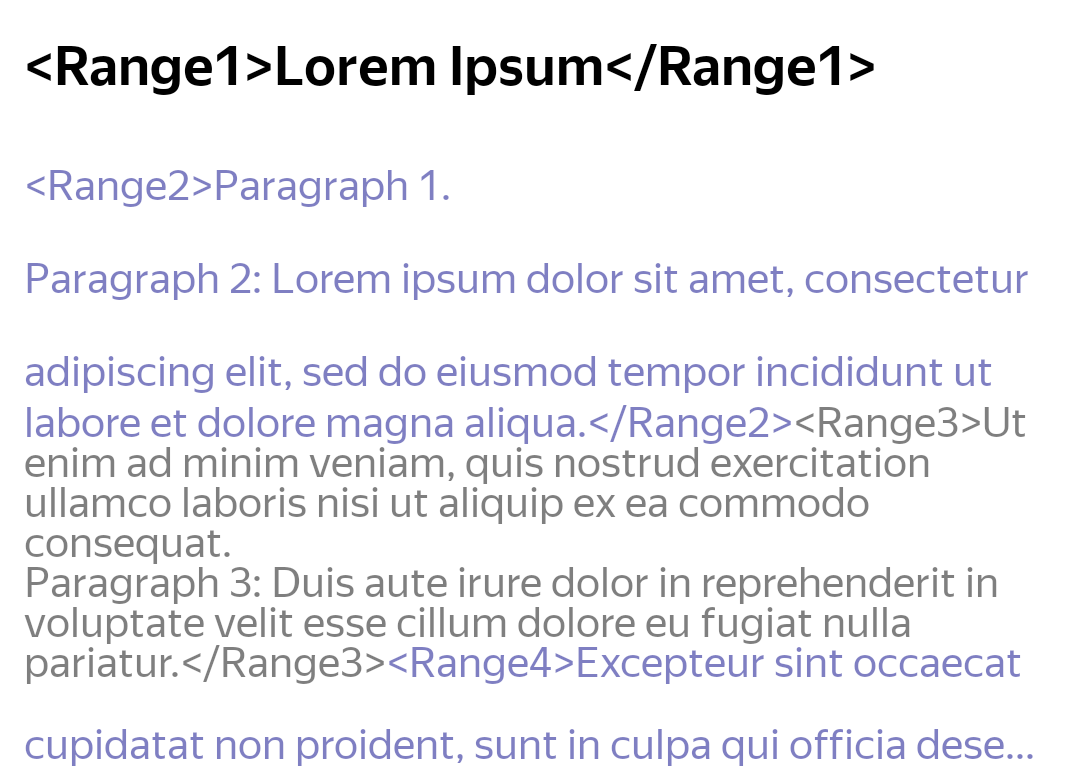 <Range1>Lorem Ipsum</Range1>
<Range2>Paragraph 1.
Paragraph 2: Lorem ipsum dolor sit amet, consectetur
adipiscing elit, sed do eiusmod tempor incididunt ut
labore et dolore magna aliqua.</Range2><Range3>Ut
enim ad minim veniam, quis nostrud exercitation
ullamco laboris nisi ut aliquip ex ea commodo
consequat.
Paragraph 3: Duis aute irure dolor in reprehenderit in
voluptate velit esse cillum dolore eu fugiat nulla
pariatur.</Range3><Range4>Excepteur sint occaecat
cupidatat non proident, sunt in culpa qui officia dese...